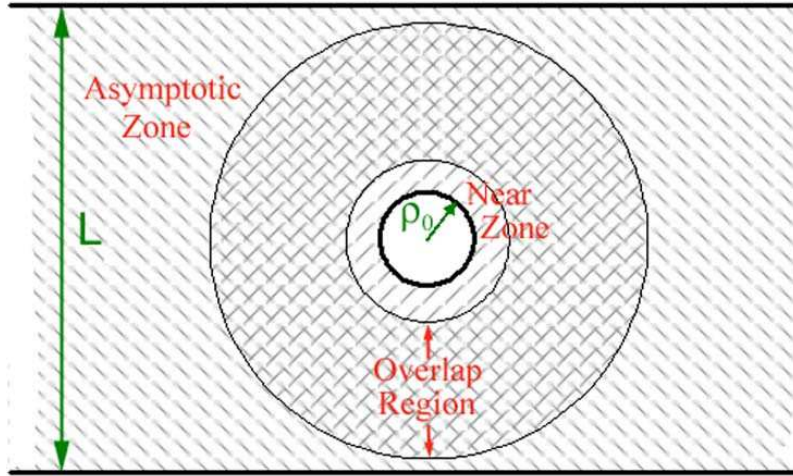 Asymptotic
Zone
L
ρ₀
Near
Zone
Overlap
Region